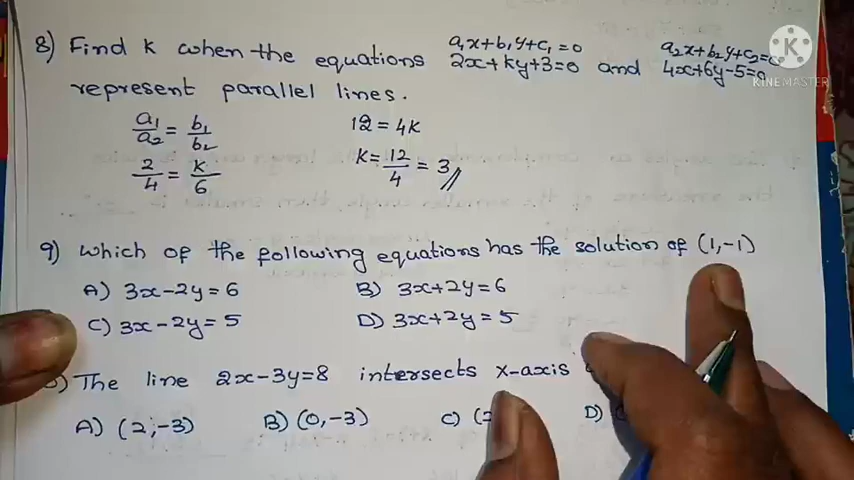 8) Find k when the equations a₁x+b₁y+c₁=0 2x+ky+3=0 and a₂x+b₂y+c₂=0 4x+6y-5=0
represent parallel lines.
a₁/a₂ = b₁/b₂ 12=4k
2/4 = k/6 k=12/4=3//
9) Which of the following equations has the solution of (1,-1)
A) 3x-2y=6 B) 3x+2y=6
C) 3x-2y=5 D) 3x+2y=5
The line 2x-3y=8 intersects x-axis
A) (2,-3) B) (0,-3) C) D)
K
KINEMASTER